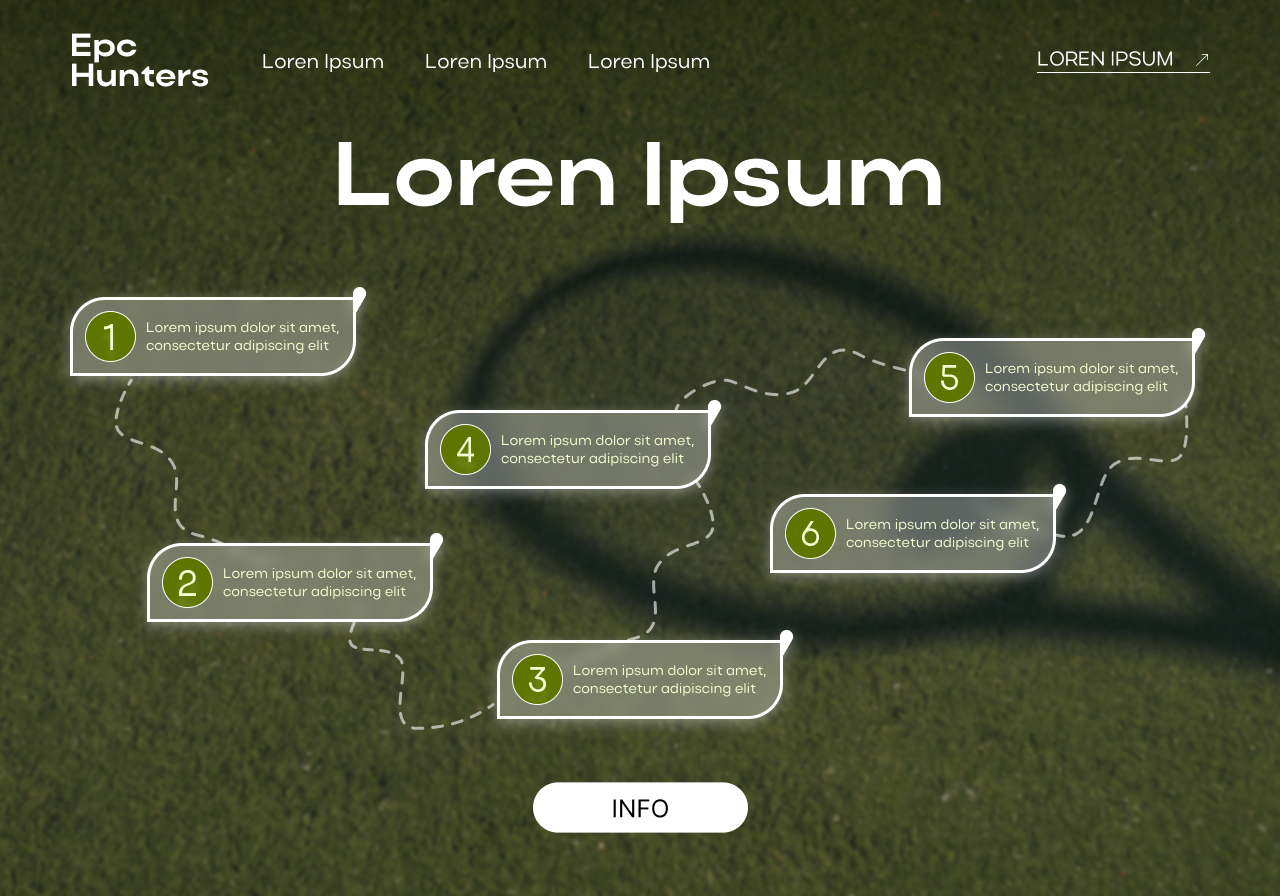 Epc
Hunters
Loren Ipsum
Loren Ipsum
Loren Ipsum
LOREN IPSUM
Loren Ipsum
1
Lorem ipsum dolor sit amet,
consectetur adipiscing elit
2
Lorem ipsum dolor sit amet,
consectetur adipiscing elit
3
Lorem ipsum dolor sit amet,
consectetur adipiscing elit
4
Lorem ipsum dolor sit amet,
consectetur adipiscing elit
5
Lorem ipsum dolor sit amet,
consectetur adipiscing elit
6
Lorem ipsum dolor sit amet,
consectetur adipiscing elit
INFO